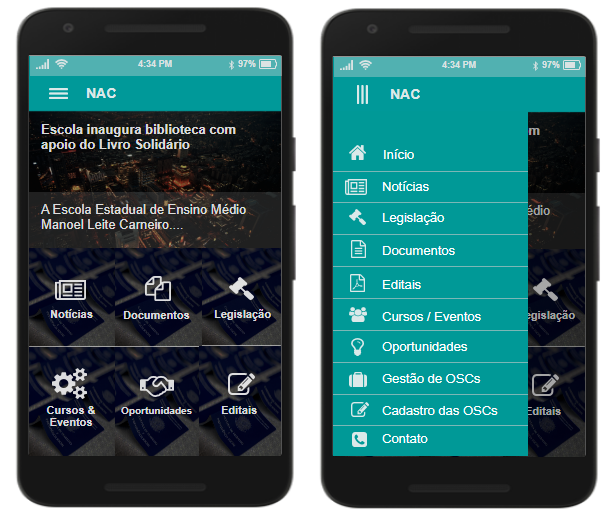 4:34 PM
97%
NAC
Escola inaugura biblioteca com
apoio do Livro Solidário
A Escola Estadual de Ensino Médio
Manoel Leite Carneiro....
Notícias
Documentos
Legislação
Cursos &
Eventos
Oportunidades
Editais
4:34 PM
97%
NAC
Início
Notícias
Legislação
Documentos
Editais
Cursos / Eventos
Oportunidades
Gestão de OSCs
Cadastro das OSCs
Contato
m
édio
egislação
Editais